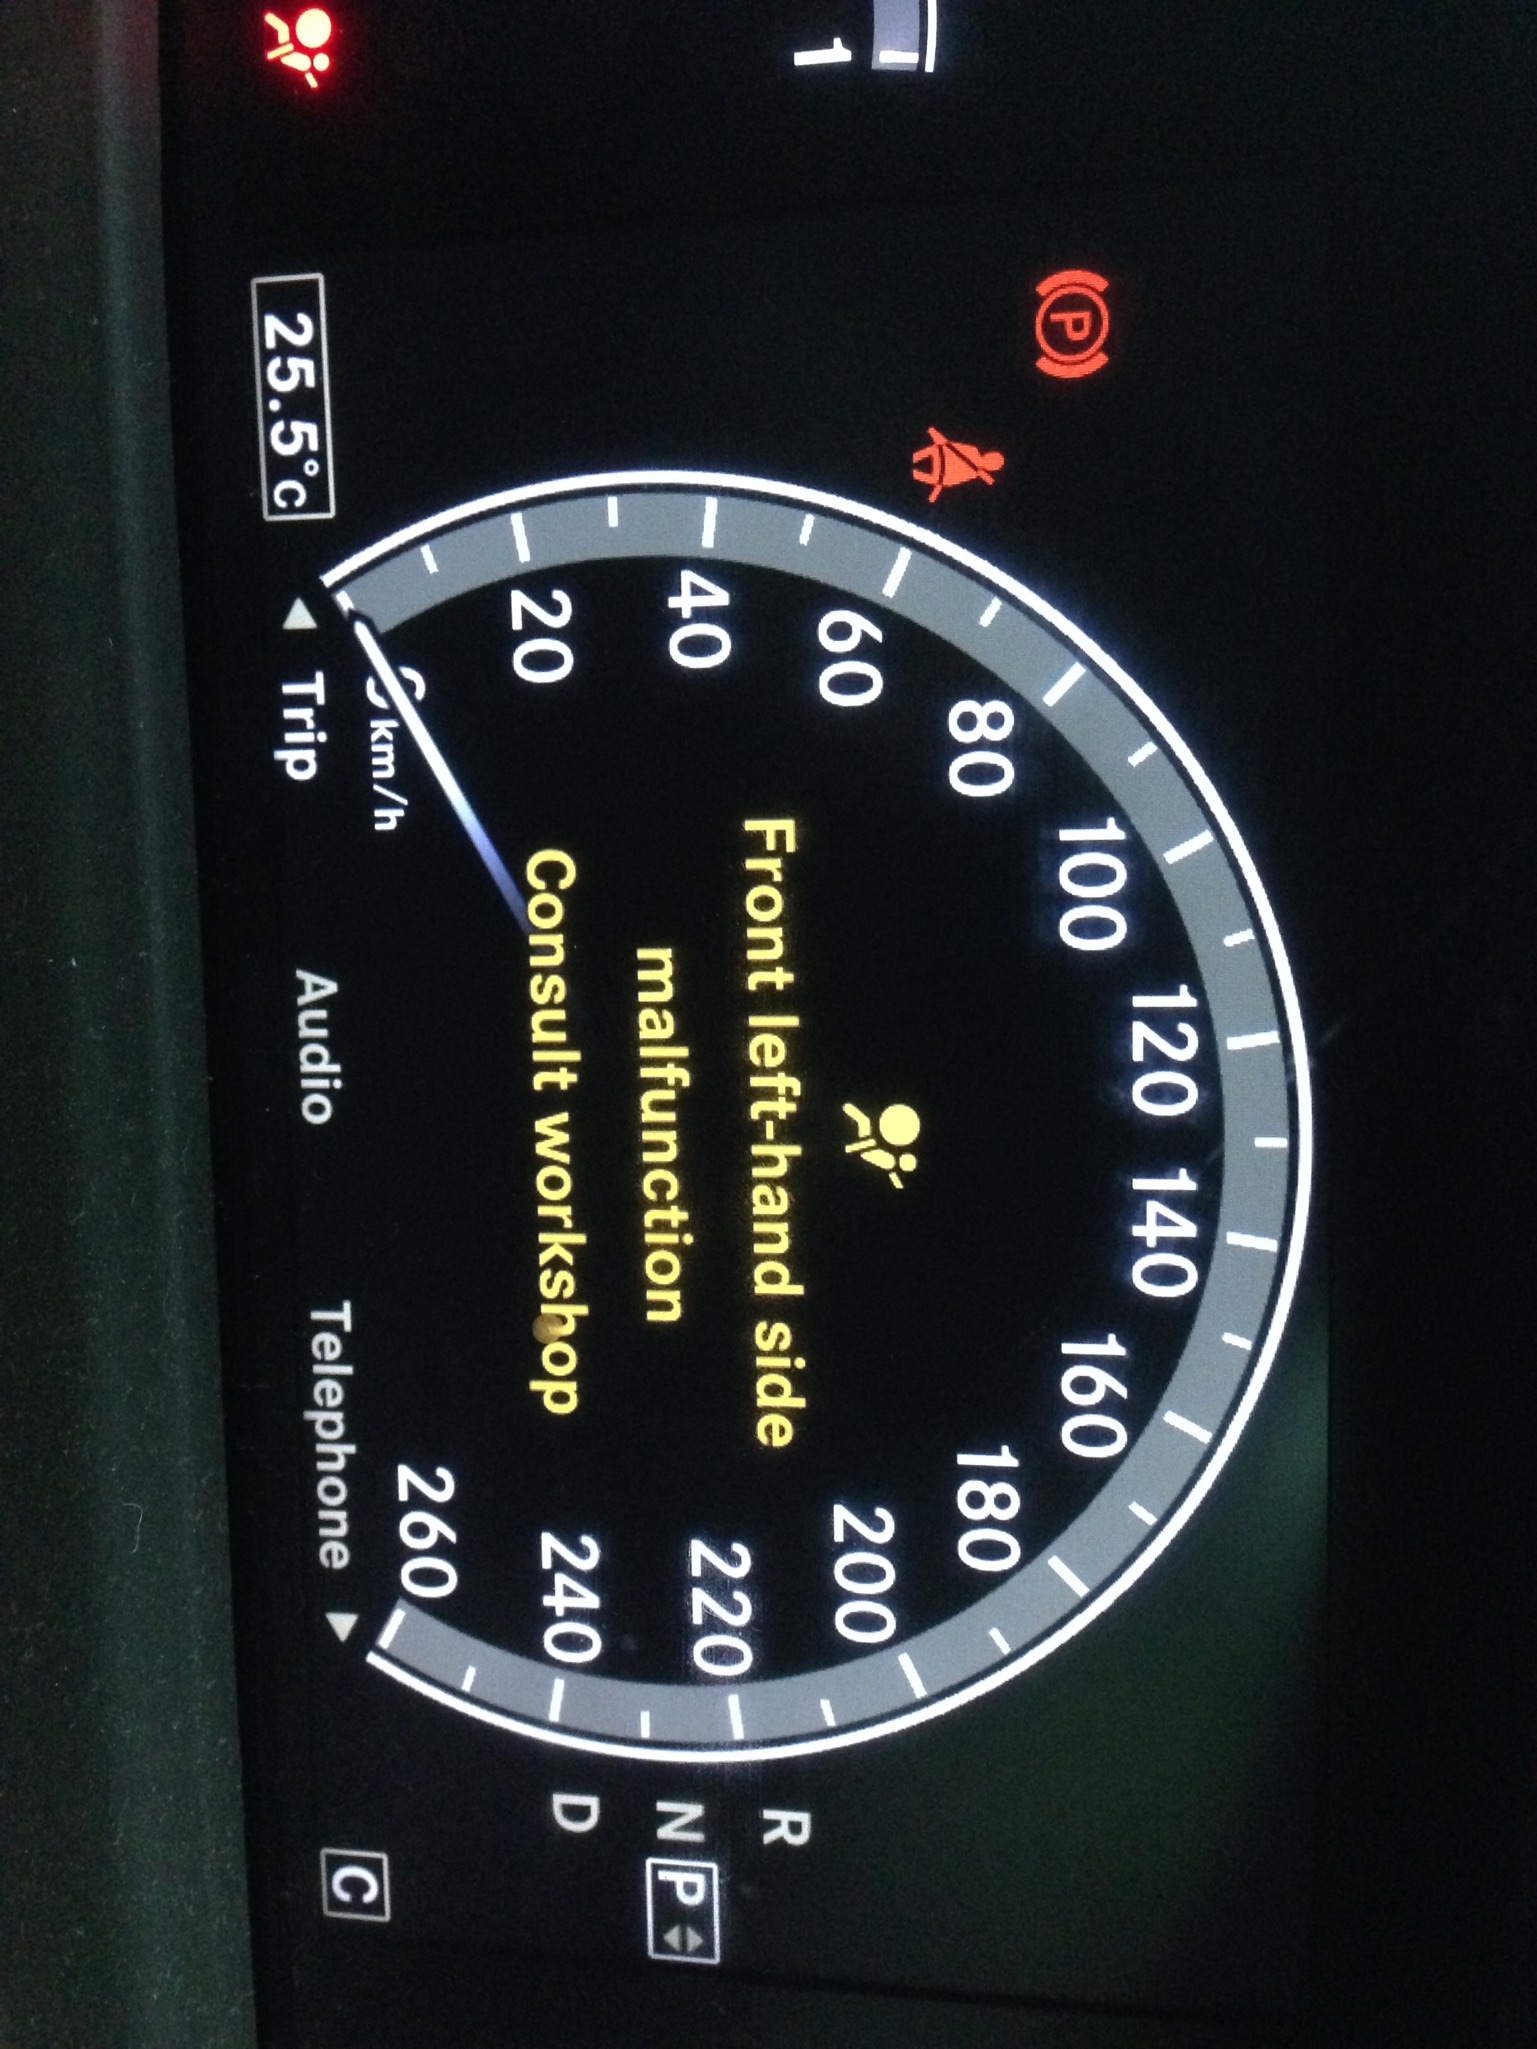 1
P
20
40
60
80
100
120
140
160
180
200
220
240
260
km/h
Front left-hand side
malfunction
Consult workshop
R
N P
D
25.5°C
Trip Audio Telephone
C